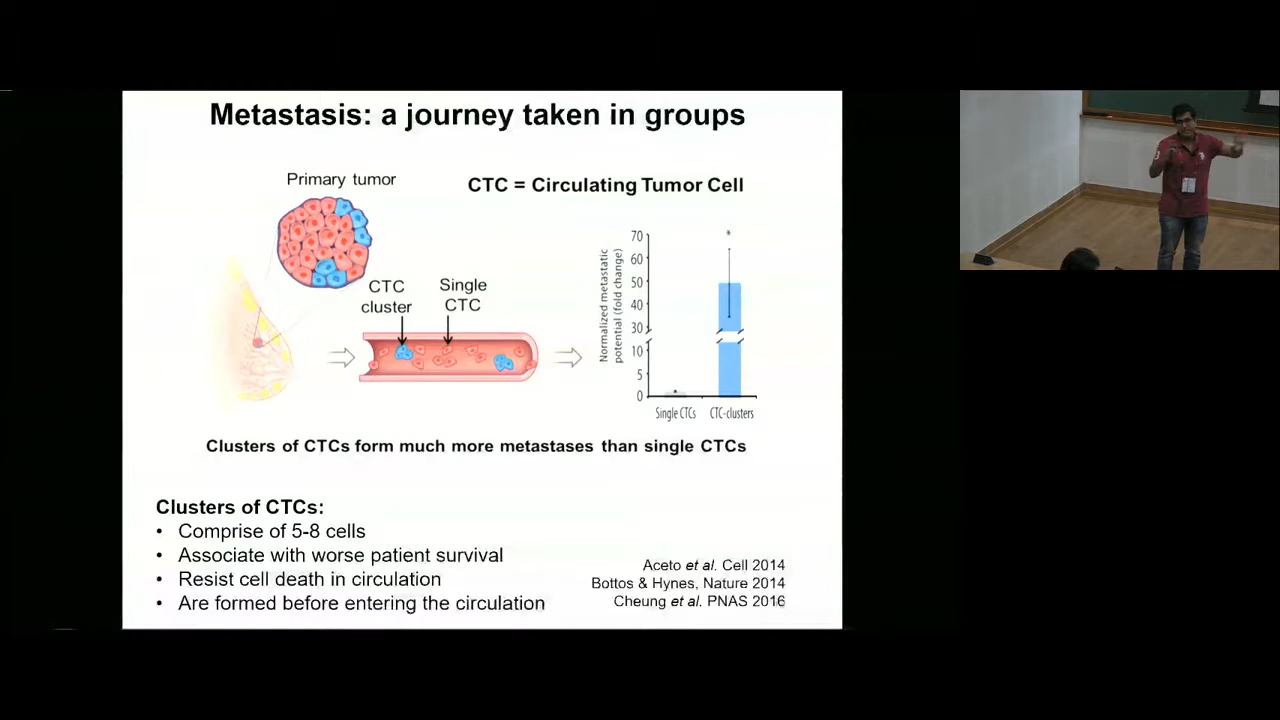 Metastasis: a journey taken in groups
Primary tumor
CTC = Circulating Tumor Cell
CTC
cluster
Single
CTC
Normalized metastatic
potential (fold change)
70
60
50
40
30
10
5
0
*
Single CTCs
CTC-clusters
Clusters of CTCs form much more metastases than single CTCs
Clusters of CTCs:
• Comprise of 5-8 cells
• Associate with worse patient survival
• Resist cell death in circulation
• Are formed before entering the circulation
Aceto et al. Cell 2014
Bottos & Hynes, Nature 2014
Cheung et al. PNAS 2016